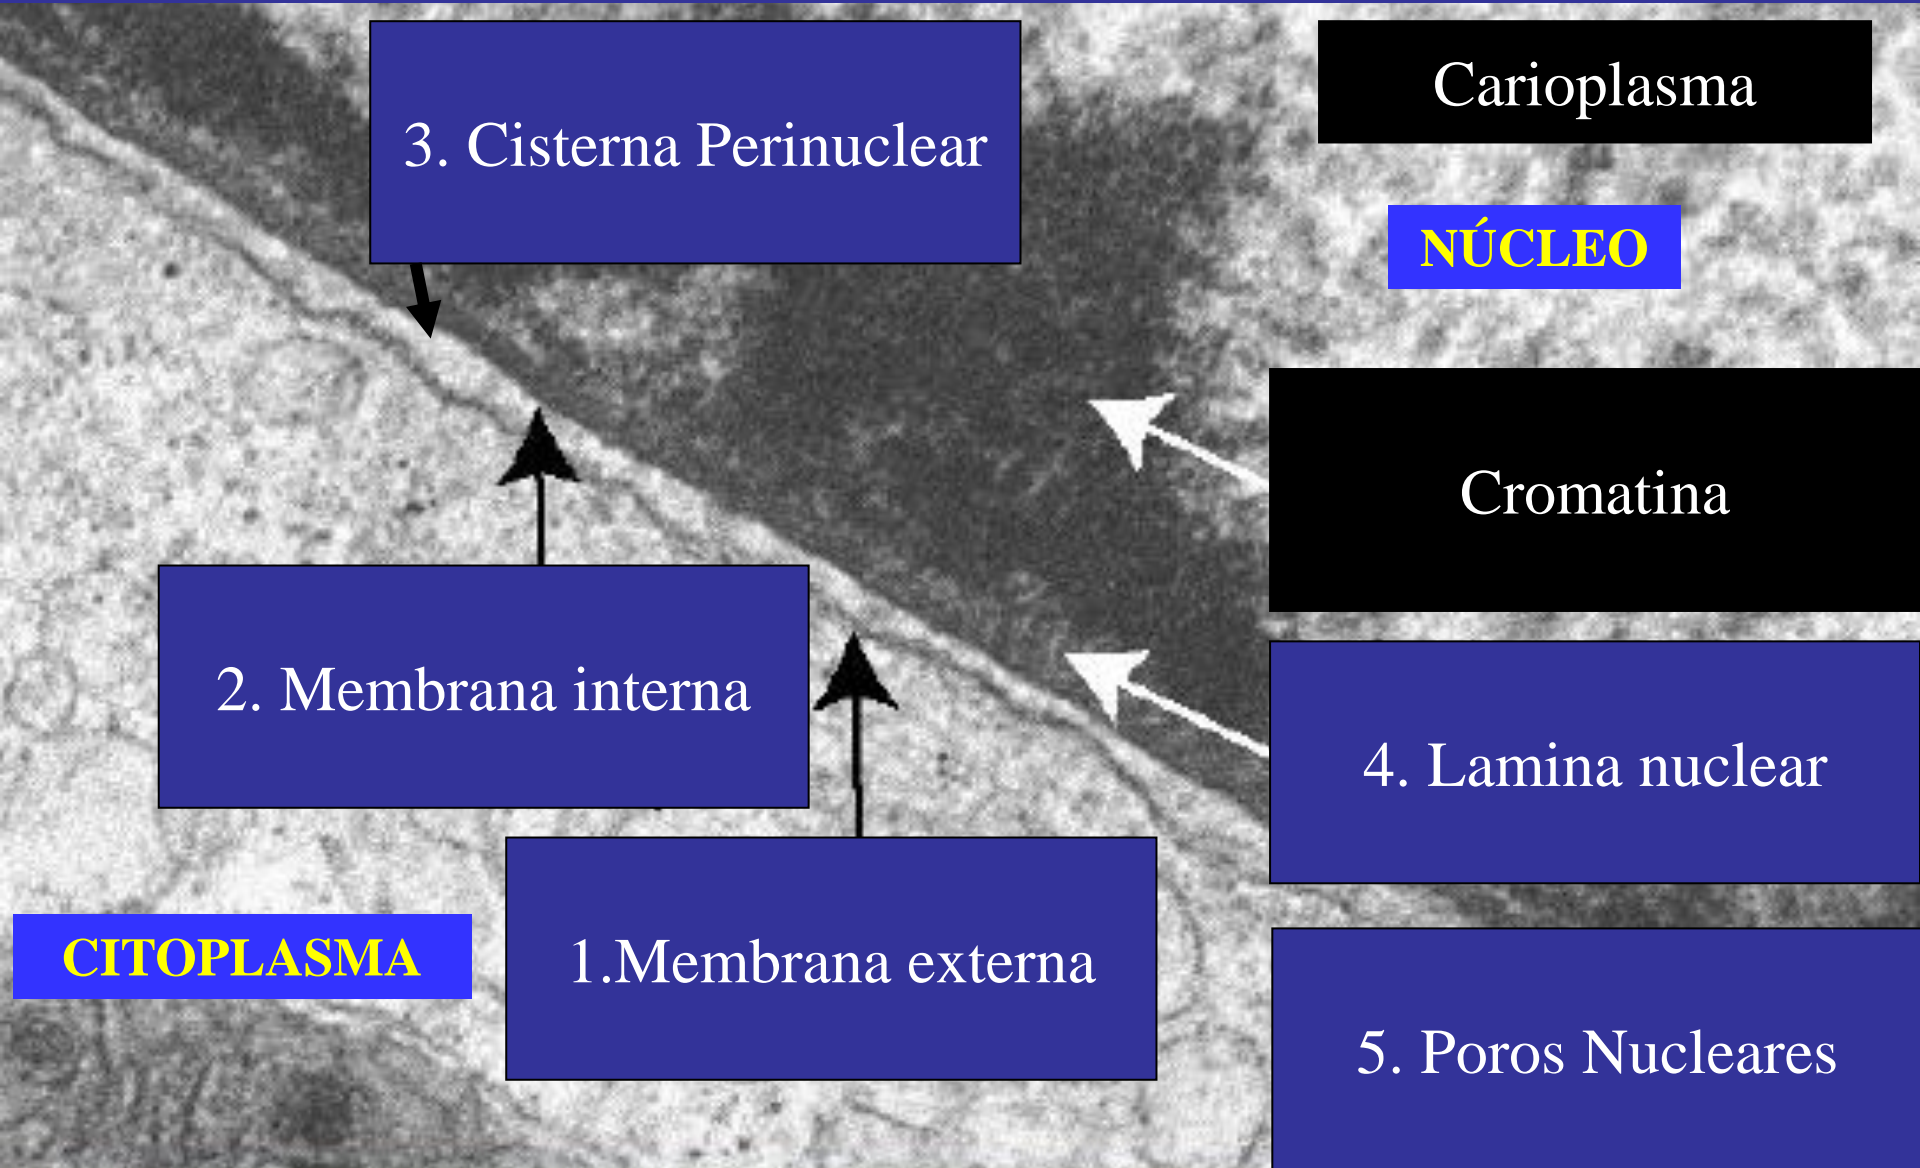 3. Cisterna Perinuclear
Carioplasma
NÚCLEO
Cromatina
2. Membrana interna
4. Lamina nuclear
CITOPLASMA
1.Membrana externa
5. Poros Nucleares